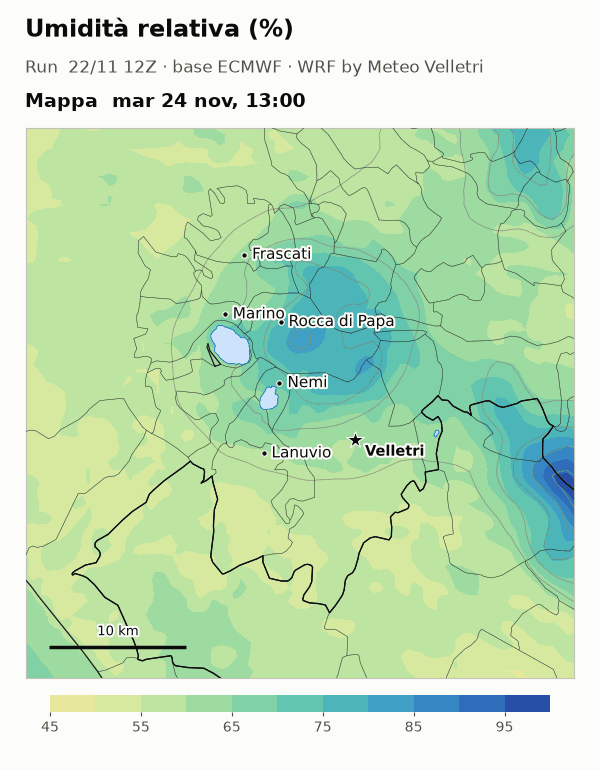 Umidità relativa (%)
Run  22/11 12Z · base ECMWF · WRF by Meteo Velletri
Mappa  mar 24 nov, 13:00
Frascati
Marino
Rocca di Papa
Nemi
Velletri
Lanuvio
10 km
45 55 65 75 85 95